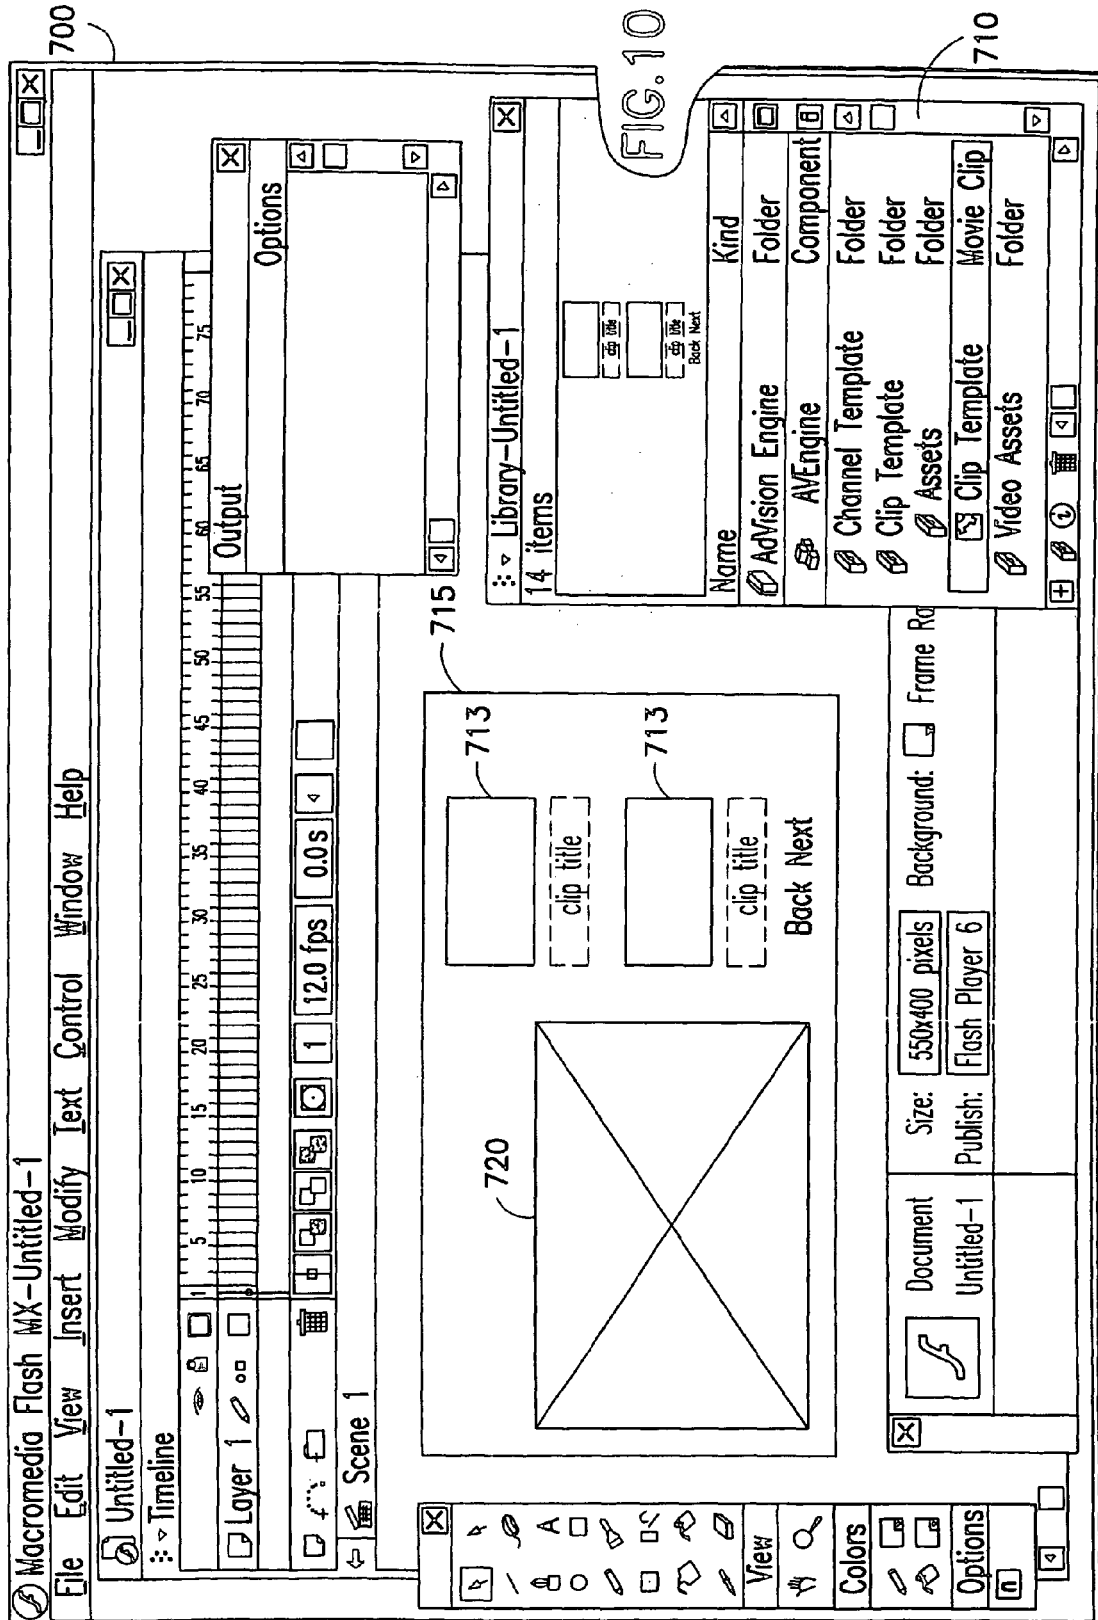 Macromedia Flash MX-Untitled-1
File Edit View Insert Modify Text Control Window Help
700
Untitled-1
Timeline
1 5 10 15 20 25 30 35 40 45 50 55 60 65 70 75
Layer 1
1 12.0 fps 0.0 s
Scene 1
Output
Options
715
713
720
clip title
713
clip title
Back Next
Library-Untitled-1
14 items
clip title
clip title
Back Next
FIG.10
Name Kind
AdVision Engine Folder
AVEngine Component
Channel Template Folder
Clip Template Folder
Assets Folder
Clip Template Movie Clip
Video Assets Folder
710
View
Colors
Options
Document
Untitled-1
Size: 550x400 pixels Background: Frame Ra
Publish: Flash Player 6